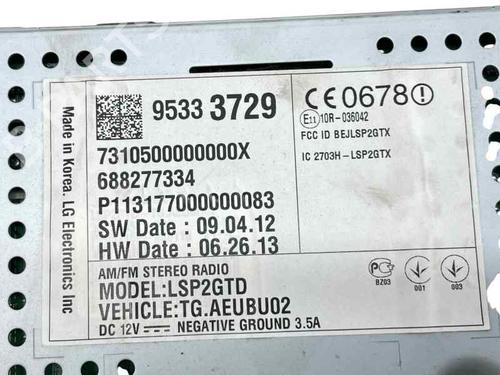 9533 3729
7310500000000X
688277334
P113177000000083
SW Date : 09.04.12
HW Date : 06.26.13
CE0678
E11 10R-036042
FCC ID BEJLSP2GTX
IC 2703H-LSP2GTX
Made in Korea. LG Electronics Inc
AM/FM STEREO RADIO
MODEL:LSP2GTD
VEHICLE:TG.AEUBU02
DC 12V NEGATIVE GROUND 3.5A
BZ03
001
003